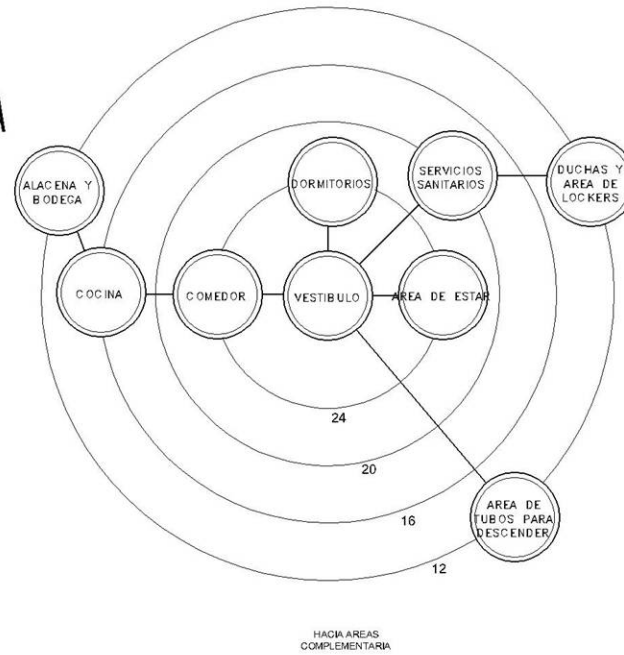 ALACENA Y
BODEGA
DORMITORIOS
SERVICIOS
SANITARIOS
DUCHAS Y
AREA DE
LOCKERS
COCINA
COMEDOR
VESTIBULO
AREA DE ESTAR
24
20
16
12
AREA DE
TUBOS PARA
DESCENDER
HACIA AREAS
COMPLEMENTARIA